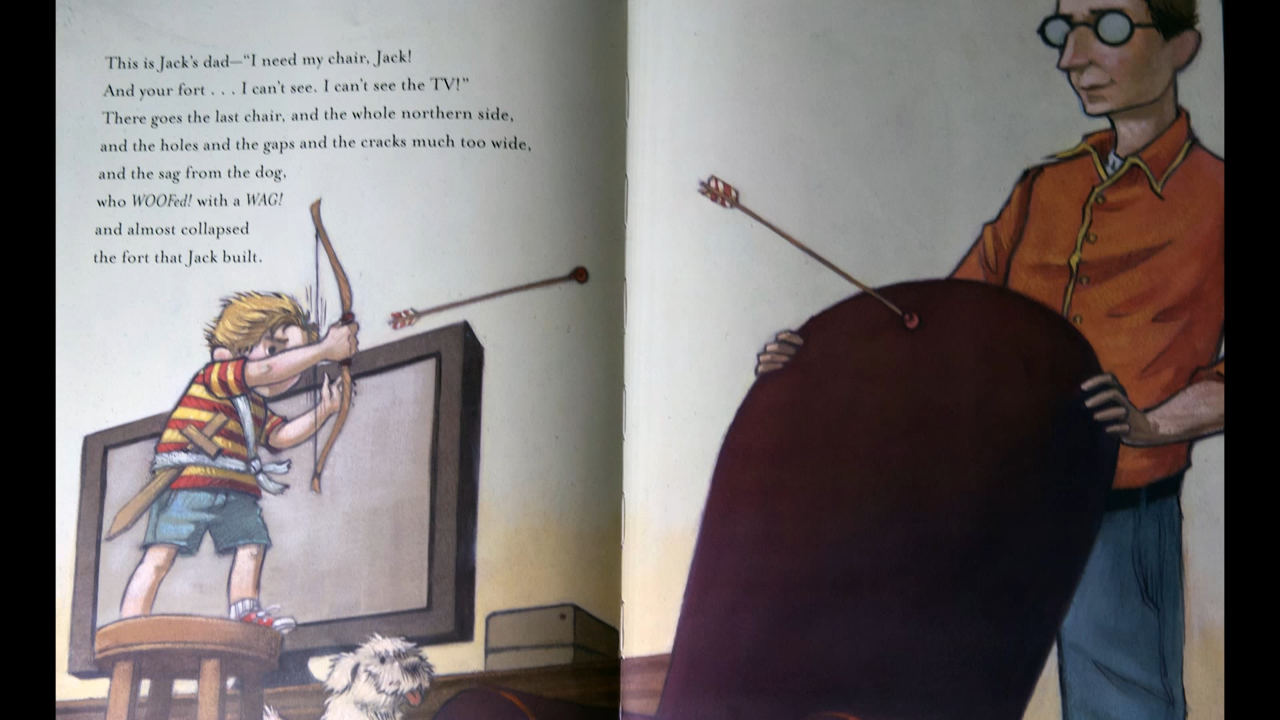 This is Jack's dad—“I need my chair, Jack!
And your fort . . . I can't see. I can't see the TV!”
There goes the last chair, and the whole northern side,
and the holes and the gaps and the cracks much too wide,
and the sag from the dog,
who WOOFed! with a WAG!
and almost collapsed
the fort that Jack built.